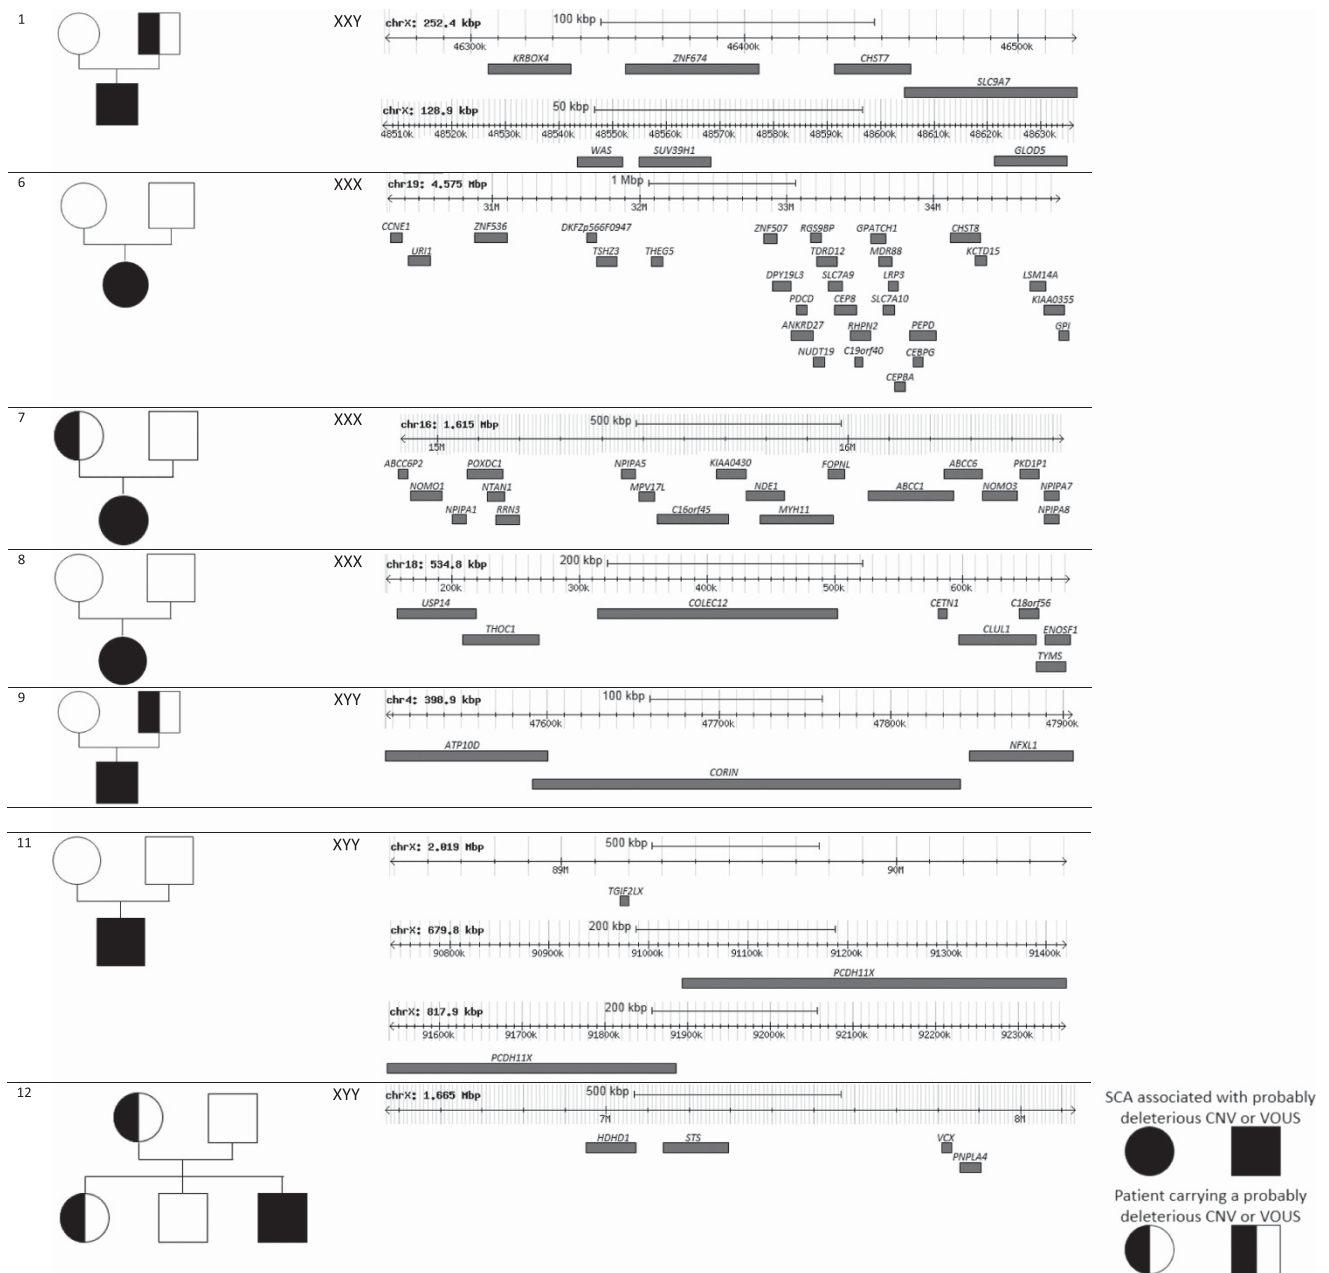 1
XXY
chrX: 252.4 kbp
100 kbp
46300k 46400k 46500k
KRBOX4 ZNF674 CHST7
SLC9A7
chrX: 128.9 kbp
50 kbp
48510k 48520k 48530k 48540k 48550k 48560k 48570k 48580k 48590k 48600k 48610k 48620k 48630k
WAS SUV39H1 GLOD5
6
XXX
chr19: 4.575 Mbp
1 Mbp
31M 32M 33M 34M
CCNE1 ZNF536 DKFZp566F0947 ZNF507 RGS9BP GPATCH1 CHST8
URI1 TSHZ3 THEG5 TDRD12 MDR88 KCTD15
DPY19L3 SLC7A9 LRP3 LSM14A
PDCD CEP8 SLC7A10 KIAA0355
ANKRD27 RHPN2 PEPD GPI
NUDT19 C19orf40 CEBPG
CEPBA
7
XXX
chr16: 1.615 Mbp
500 kbp
15M 16M
ABCC6P2 POXDC1 NPIPA5 KIAA0430 FOPNL ABCC6 PKD1P1
NOMO1 NTAN1 MPV17L NDE1 ABCC1 NOMO3 NPIPA7
NPIPA1 RRN3 C16orf45 MYH11 NPIPA8
8
XXX
chr18: 534.8 kbp
200 kbp
200k 300k 400k 500k 600k
USP14 COLEC12 CETN1 C18orf56
THOC1 CLUL1 ENOSF1
TYMS
9
XYY
chr4: 398.9 kbp
100 kbp
47600k 47700k 47800k 47900k
ATP10D NFXL1
CORIN
11
XYY
chrX: 2.019 Mbp
500 kbp
89M 90M
TGIF2LX
chrX: 679.8 kbp
200 kbp
90800k 90900k 91000k 91100k 91200k 91300k 91400k
PCDH11X
chrX: 817.9 kbp
200 kbp
91600k 91700k 91800k 91900k 92000k 92100k 92200k 92300k
PCDH11X
12
XYY
chrX: 1.665 Mbp
500 kbp
7M 8M
HDHD1 STS VCX
PNPLA4
SCA associated with probably
deleterious CNV or VOUS
Patient carrying a probably
deleterious CNV or VOUS